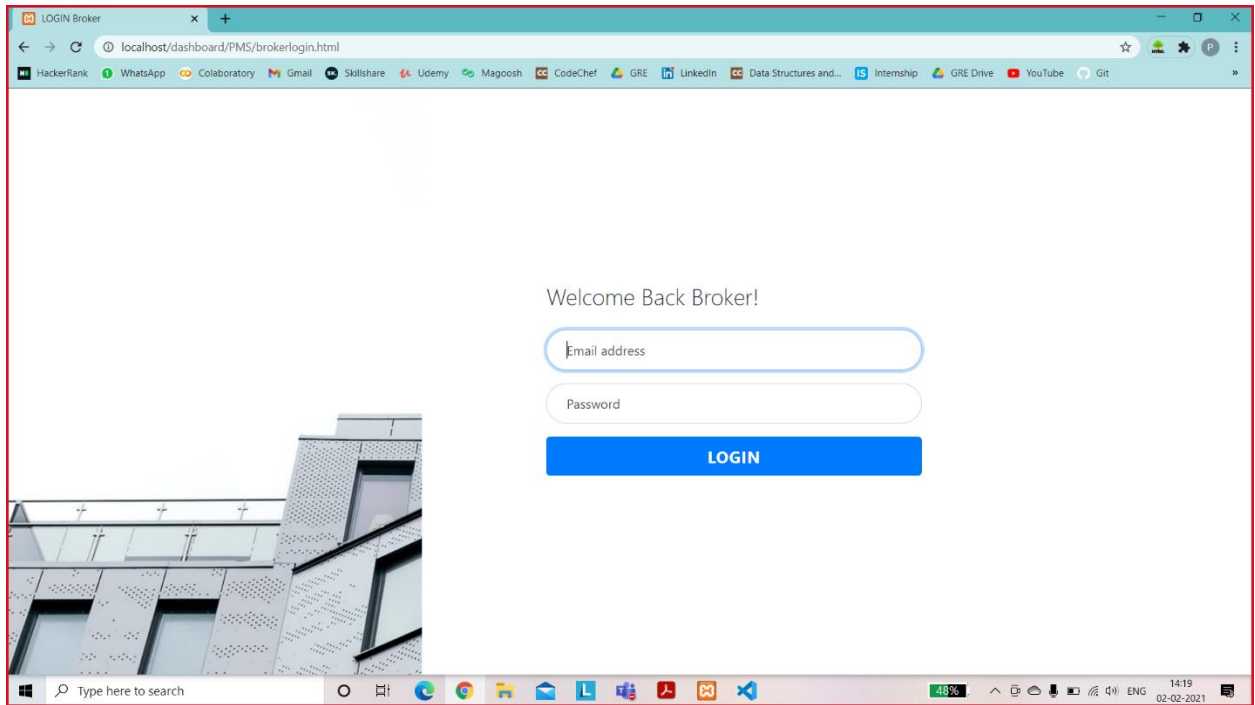 LOGIN Broker
localhost/dashboard/PMS/brokerlogin.html
P
HackerRank WhatsApp Colaboratory Gmail Skillshare Udemy Magoosh CodeChef GRE LinkedIn Data Structures and... Internship GRE Drive YouTube Git »
Welcome Back Broker!
Email address
Password
LOGIN
Type here to search
48%
ENG
14:19
02-02-2021